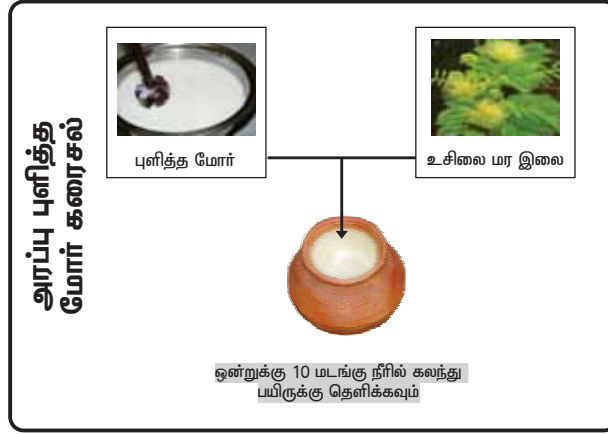 அரப்பு புளித்த
மோர் கரைசல்
புளித்த மோர்
உசிலை மர இலை
ஒன்றுக்கு 10 மடங்கு நீரில் கலந்து
பயிருக்கு தெளிக்கவும்